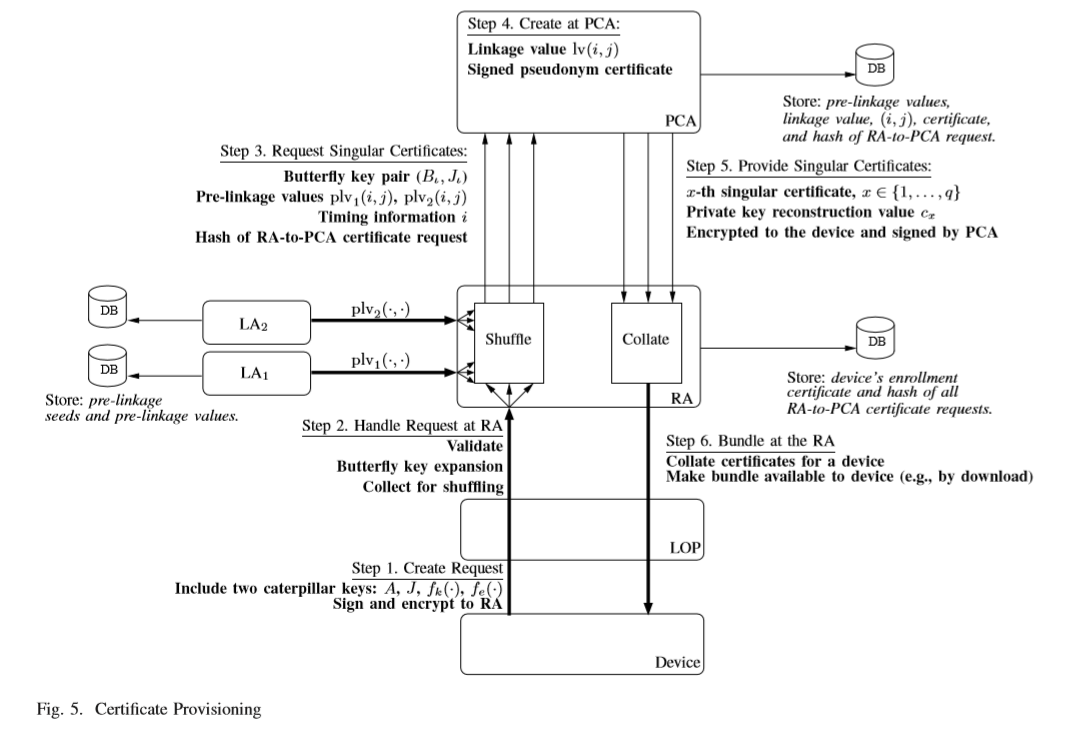 Step 4. Create at PCA:
Linkage value lv(i, j)
Signed pseudonym certificate
PCA
DB
Store: pre-linkage values,
linkage value, (i, j), certificate,
and hash of RA-to-PCA request.
Step 3. Request Singular Certificates:
Butterfly key pair (Bι, Jι)
Pre-linkage values plv₁(i, j), plv₂(i, j)
Timing information i
Hash of RA-to-PCA certificate request
Step 5. Provide Singular Certificates:
x-th singular certificate, x ∈ {1, . . . , q}
Private key reconstruction value cₓ
Encrypted to the device and signed by PCA
DB
LA₂
plv₂(·, ·)
DB
LA₁
plv₁(·, ·)
Store: pre-linkage
seeds and pre-linkage values.
Shuffle
Collate
RA
DB
Store: device's enrollment
certificate and hash of all
RA-to-PCA certificate requests.
Step 2. Handle Request at RA
Validate
Butterfly key expansion
Collect for shuffling
Step 6. Bundle at the RA
Collate certificates for a device
Make bundle available to device (e.g., by download)
LOP
Step 1. Create Request
Include two caterpillar keys: A, J, fₖ(·), fₑ(·)
Sign and encrypt to RA
Device
Fig. 5. Certificate Provisioning